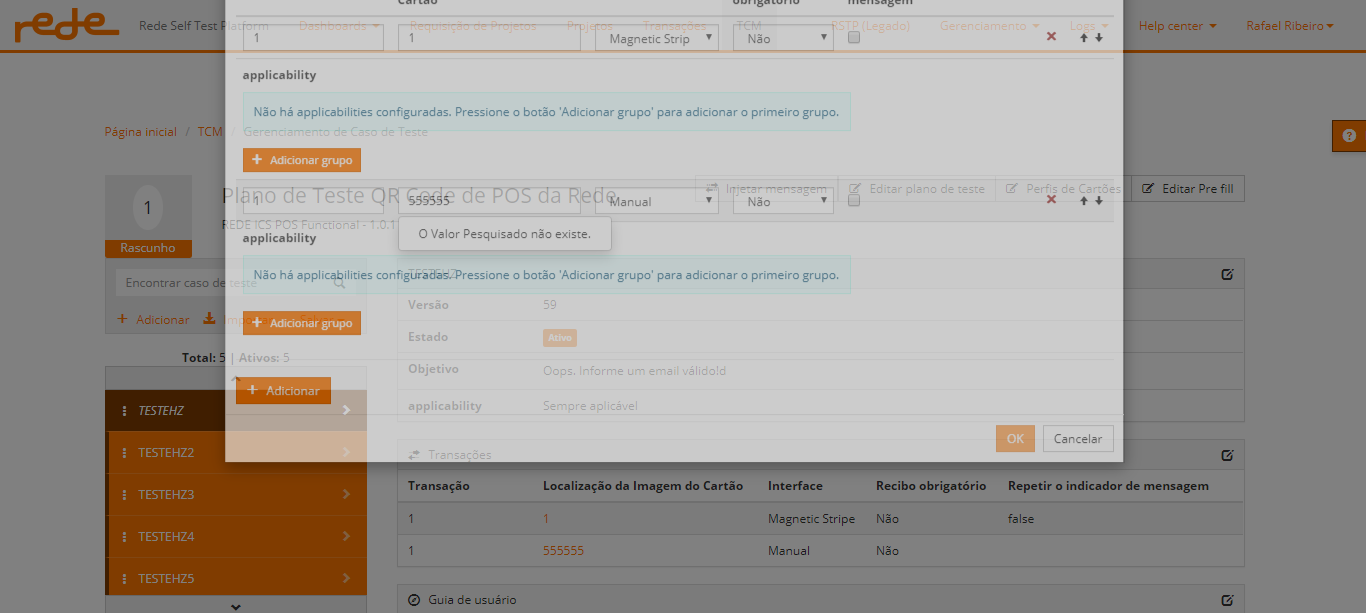 Cartão obrigatório mensagem
rede Rede Self Test Platform Dashboards Requisição de Projetos Projetos Transações TCM RSTP (Legado) Gerenciamento Logs Help center Rafael Ribeiro
1 1 Magnetic Strip Não
applicability
Não há applicabilities configuradas. Pressione o botão 'Adicionar grupo' para adicionar o primeiro grupo.
Página inicial / TCM / Gerenciamento de Caso de Teste
+ Adicionar grupo
1 Plano de Teste QR Code de POS da Rede Injetar mensagem Editar plano de teste Perfis de Cartões Editar Pre fill
1 555555 Manual Não
REDE ICS POS Functional - 1.0.1
applicability
O Valor Pesquisado não existe.
Rascunho
TESTEHZ
Não há applicabilities configuradas. Pressione o botão 'Adicionar grupo' para adicionar o primeiro grupo.
Encontrar caso de teste
Versão 59
+ Adicionar
+ Adicionar grupo
Estado Ativo
Total: 5 | Ativos: 5
Objetivo Oops. Informe um email válido!d
+ Adicionar
applicability Sempre aplicável
TESTEHZ
OK Cancelar
TESTEHZ2
Transações
Transação Localização da Imagem do Cartão Interface Recibo obrigatório Repetir o indicador de mensagem
TESTEHZ3
1 1 Magnetic Stripe Não false
TESTEHZ4
1 555555 Manual Não
TESTEHZ5
Guia de usuário